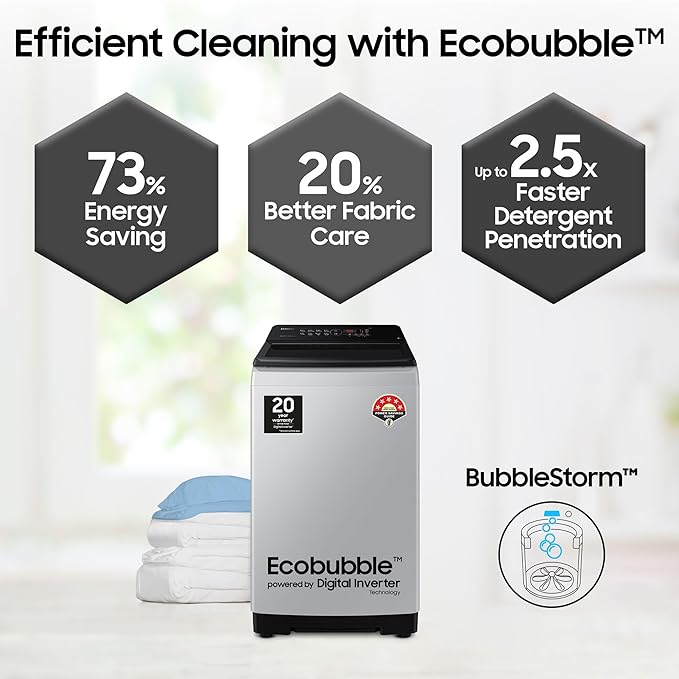 Efficient Cleaning with Ecobubble™
73%
Energy
Saving
20%
Better Fabric
Care
Up to 2.5x
Faster
Detergent
Penetration
20
year
warranty*
BubbleStorm™
Ecobubble™
powered by Digital Inverter
Technology